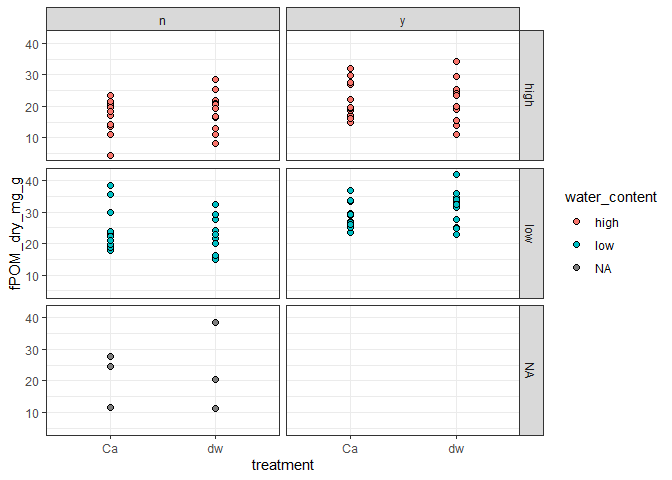 n y
40
30
20
10
high
40
30
20
10
low
40
30
20
10
NA
Ca dw Ca dw
treatment
fPOM_dry_mg_g
water_content
high
low
NA